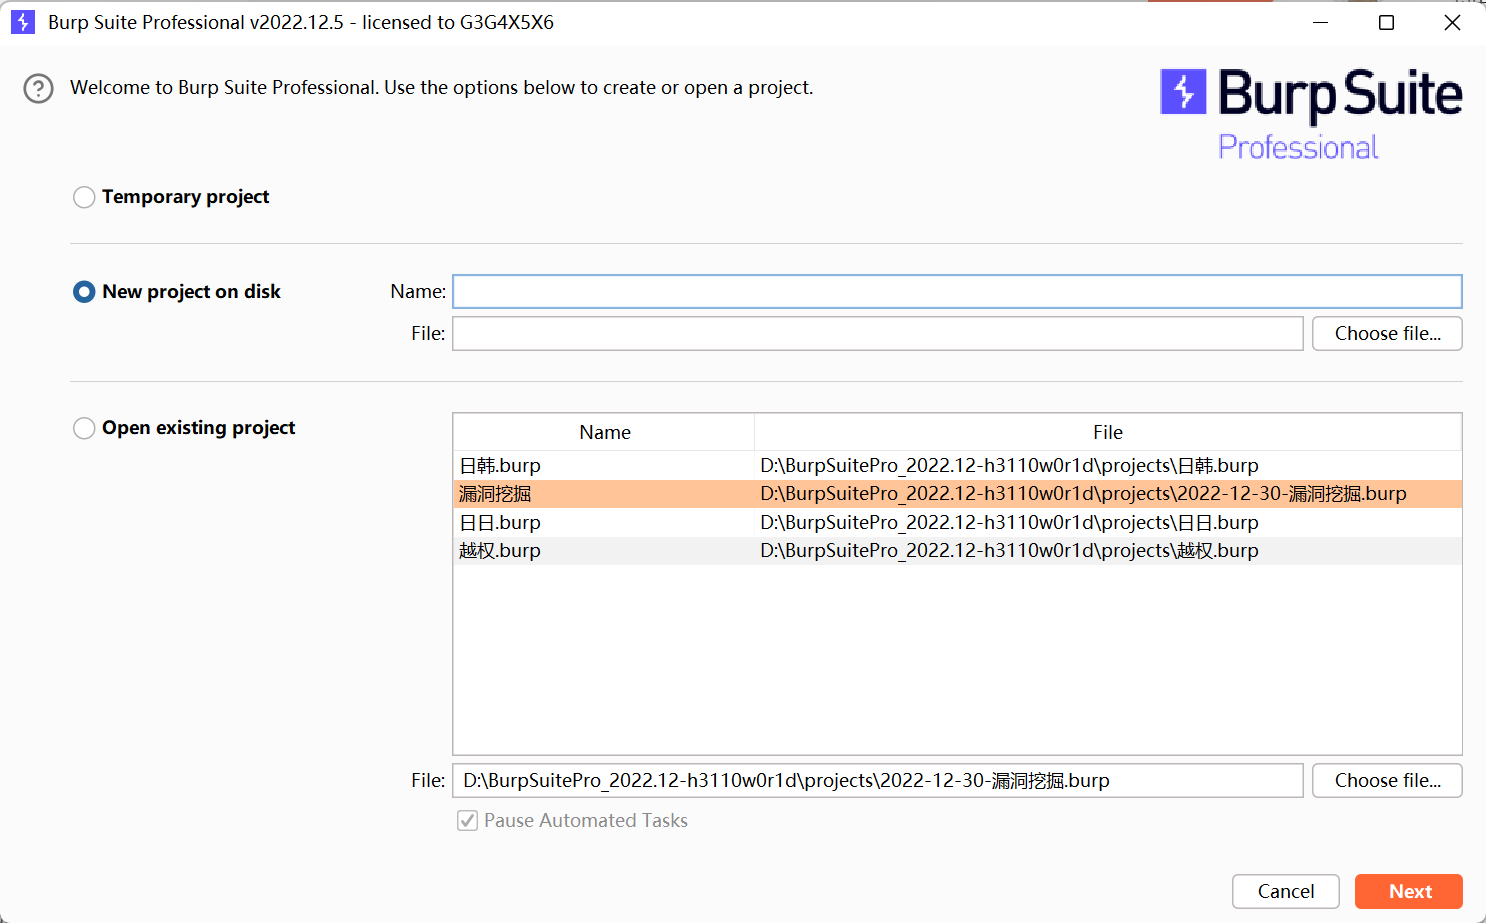 Burp Suite Professional v2022.12.5 - licensed to G3G4X5X6
Welcome to Burp Suite Professional. Use the options below to create or open a project.
Burp Suite
Professional
Temporary project
New project on disk
Name:
File:
Choose file...
Open existing project
Name File
日韩.burp D:\BurpSuitePro_2022.12-h3110w0r1d\projects\日韩.burp
漏洞挖掘 D:\BurpSuitePro_2022.12-h3110w0r1d\projects\2022-12-30-漏洞挖掘.burp
日日.burp D:\BurpSuitePro_2022.12-h3110w0r1d\projects\日日.burp
越权.burp D:\BurpSuitePro_2022.12-h3110w0r1d\projects\越权.burp
File: D:\BurpSuitePro_2022.12-h3110w0r1d\projects\2022-12-30-漏洞挖掘.burp Choose file...
Pause Automated Tasks
Cancel Next